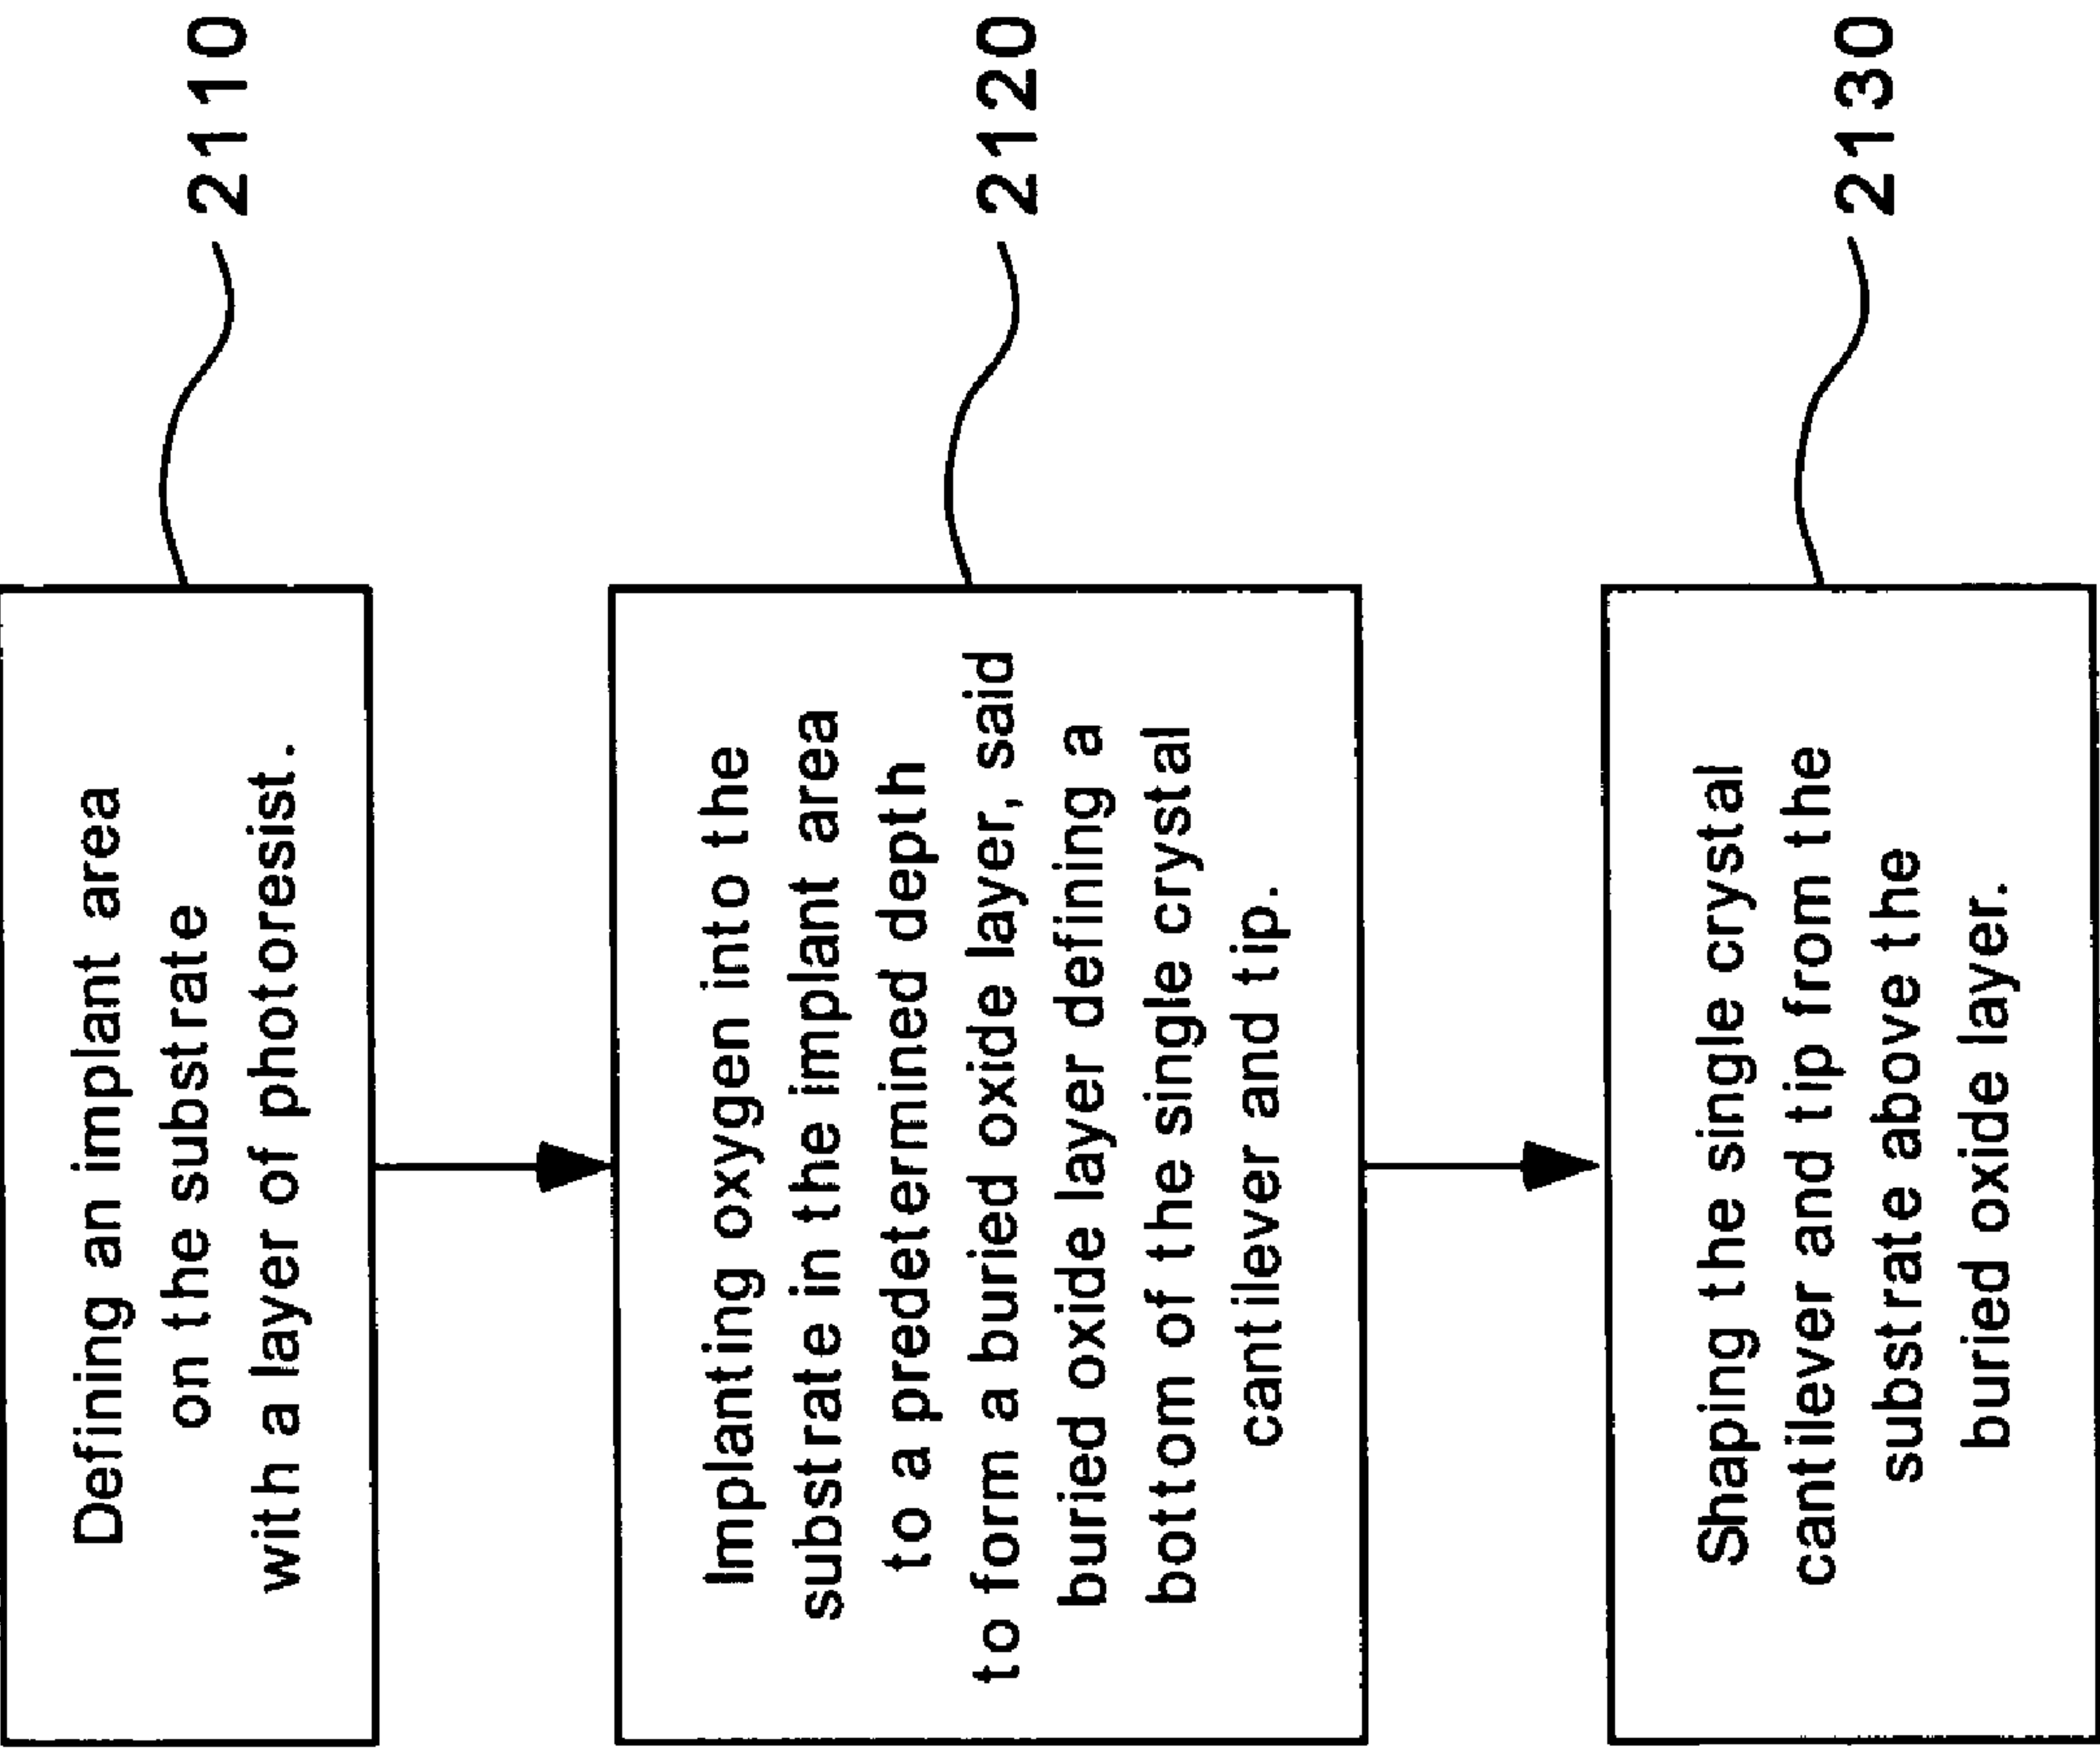 Defining an implant area
on the substrate
with a layer of photoresist.
2110
Implanting oxygen into the
substrate in the implant area
to a predetermined depth
to form a buried oxide layer, said
buried oxide layer defining a
bottom of the single crystal
cantilever and tip.
2120
Shaping the single crystal
cantilever and tip from the
substrate above the
buried oxide layer.
2130